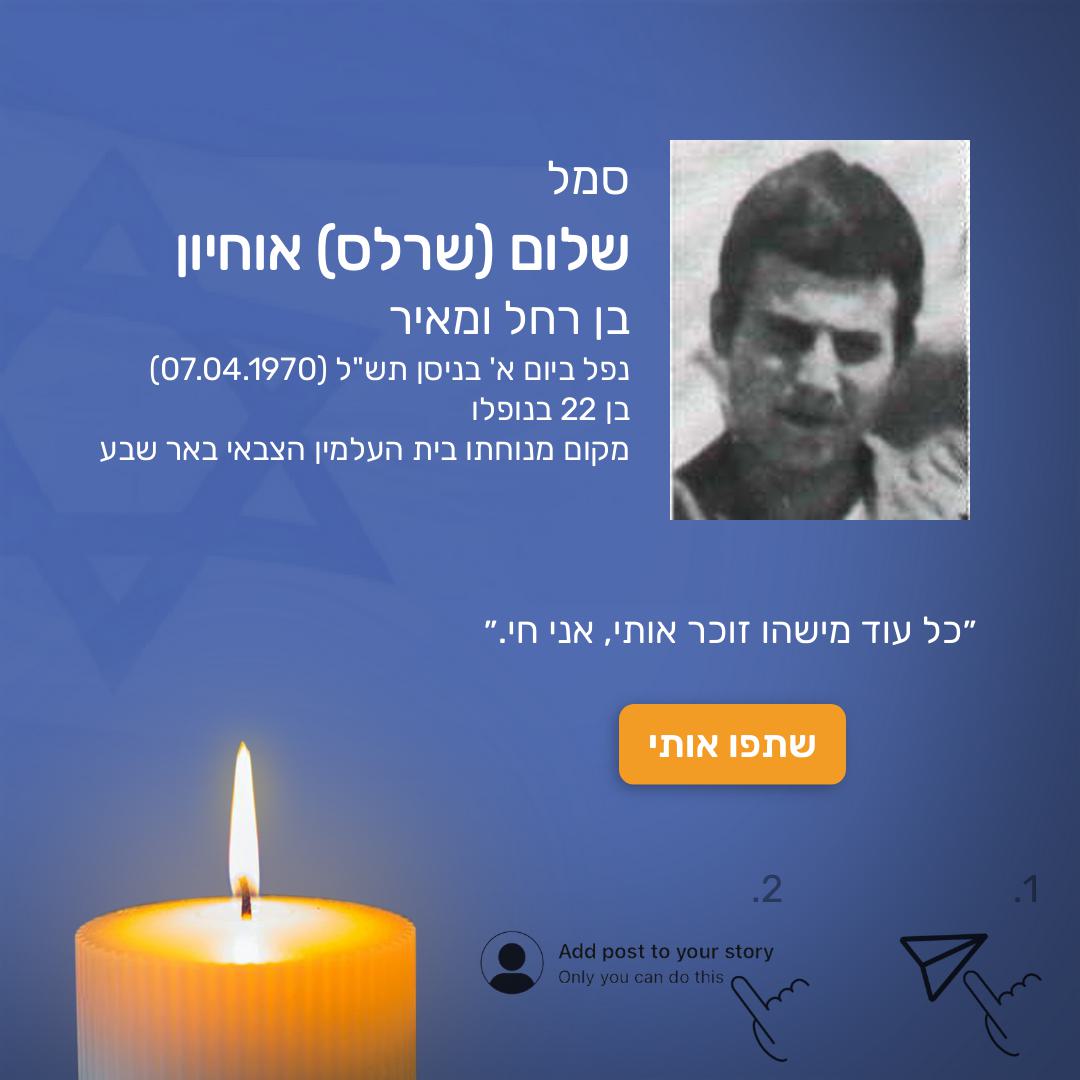 סמל
שלום (שרלס) אוחיון
בן רחל ומאיר
נפל ביום א' בניסן תש"ל (07.04.1970)
בן 22 בנופלו
מקום מנוחתו בית העלמין הצבאי באר שבע
״כל עוד מישהו זוכר אותי, אני חי.״
שתפו אותי
.1
.2
Add post to your story
Only you can do this